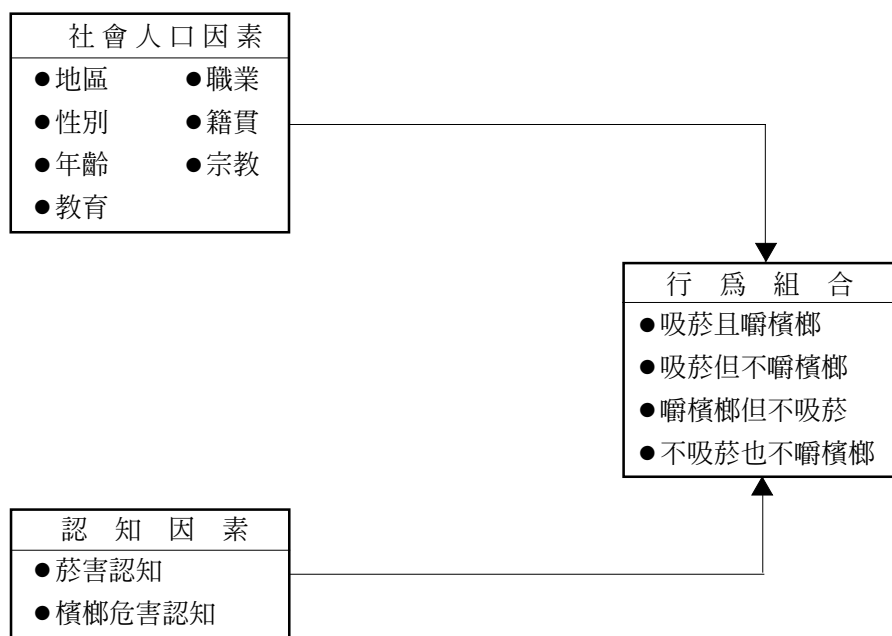 社會人口因素
●地區 ●職業
●性別 ●籍貫
●年齡 ●宗教
●教育
行為組合
●吸菸且嚼檳榔
●吸菸但不嚼檳榔
●嚼檳榔但不吸菸
●不吸菸也不嚼檳榔
認知因素
●菸害認知
●檳榔危害認知